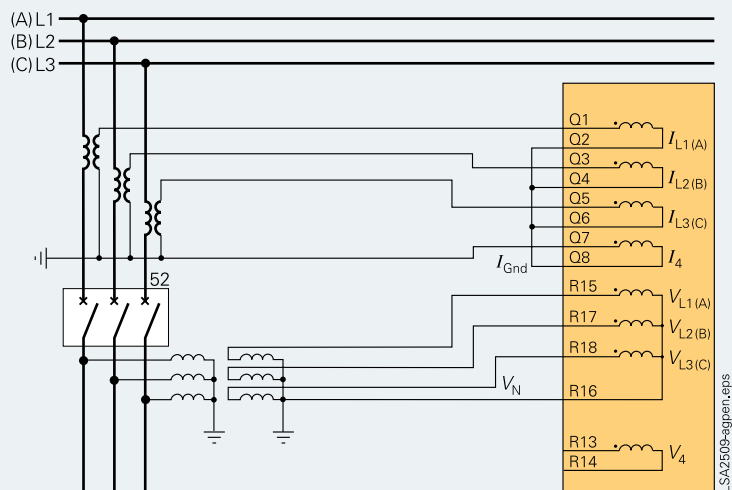 (A) L1
(B) L2
(C) L3
Q1
Q2
I L1(A)
Q3
Q4
I L2(B)
Q5
Q6
I L3(C)
Q7
Q8
I 4
I Gnd
52
R15
V L1(A)
R17
V L2(B)
R18
V L3(C)
V N
R16
R13
R14
V 4
LSA2509-agpen.eps